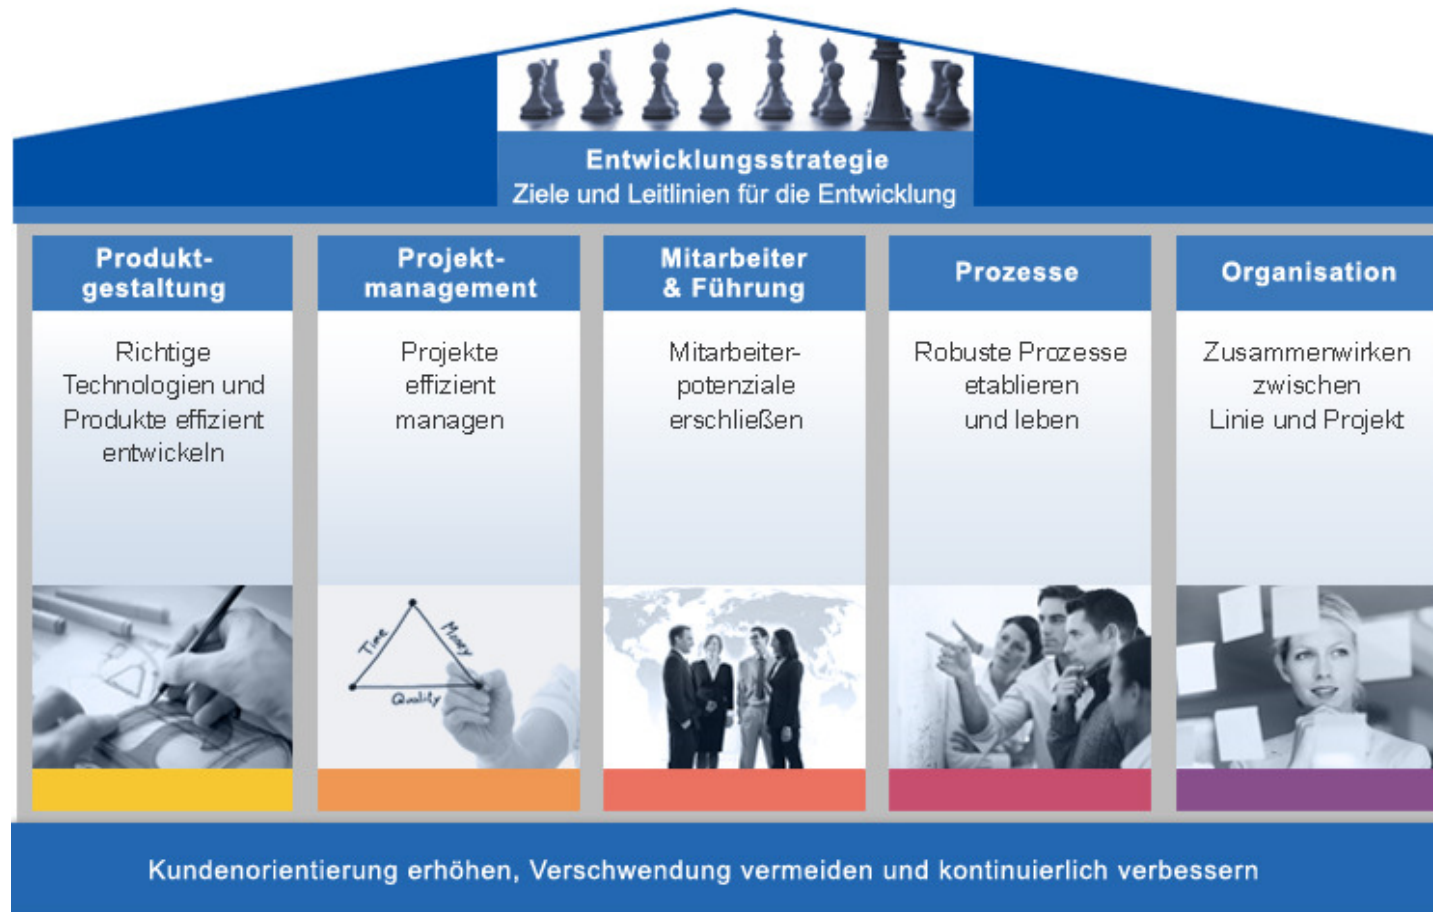 Entwicklungsstrategie
Ziele und Leitlinien für die Entwicklung
Produkt-
gestaltung
Richtige
Technologien und
Produkte effizient
entwickeln
Projekt-
management
Projekte
effizient
managen
Time
Money
Quality
Mitarbeiter
& Führung
Mitarbeiter-
potenziale
erschließen
Prozesse
Robuste Prozesse
etablieren
und leben
Organisation
Zusammenwirken
zwischen
Linie und Projekt
Kundenorientierung erhöhen, Verschwendung vermeiden und kontinuierlich verbessern